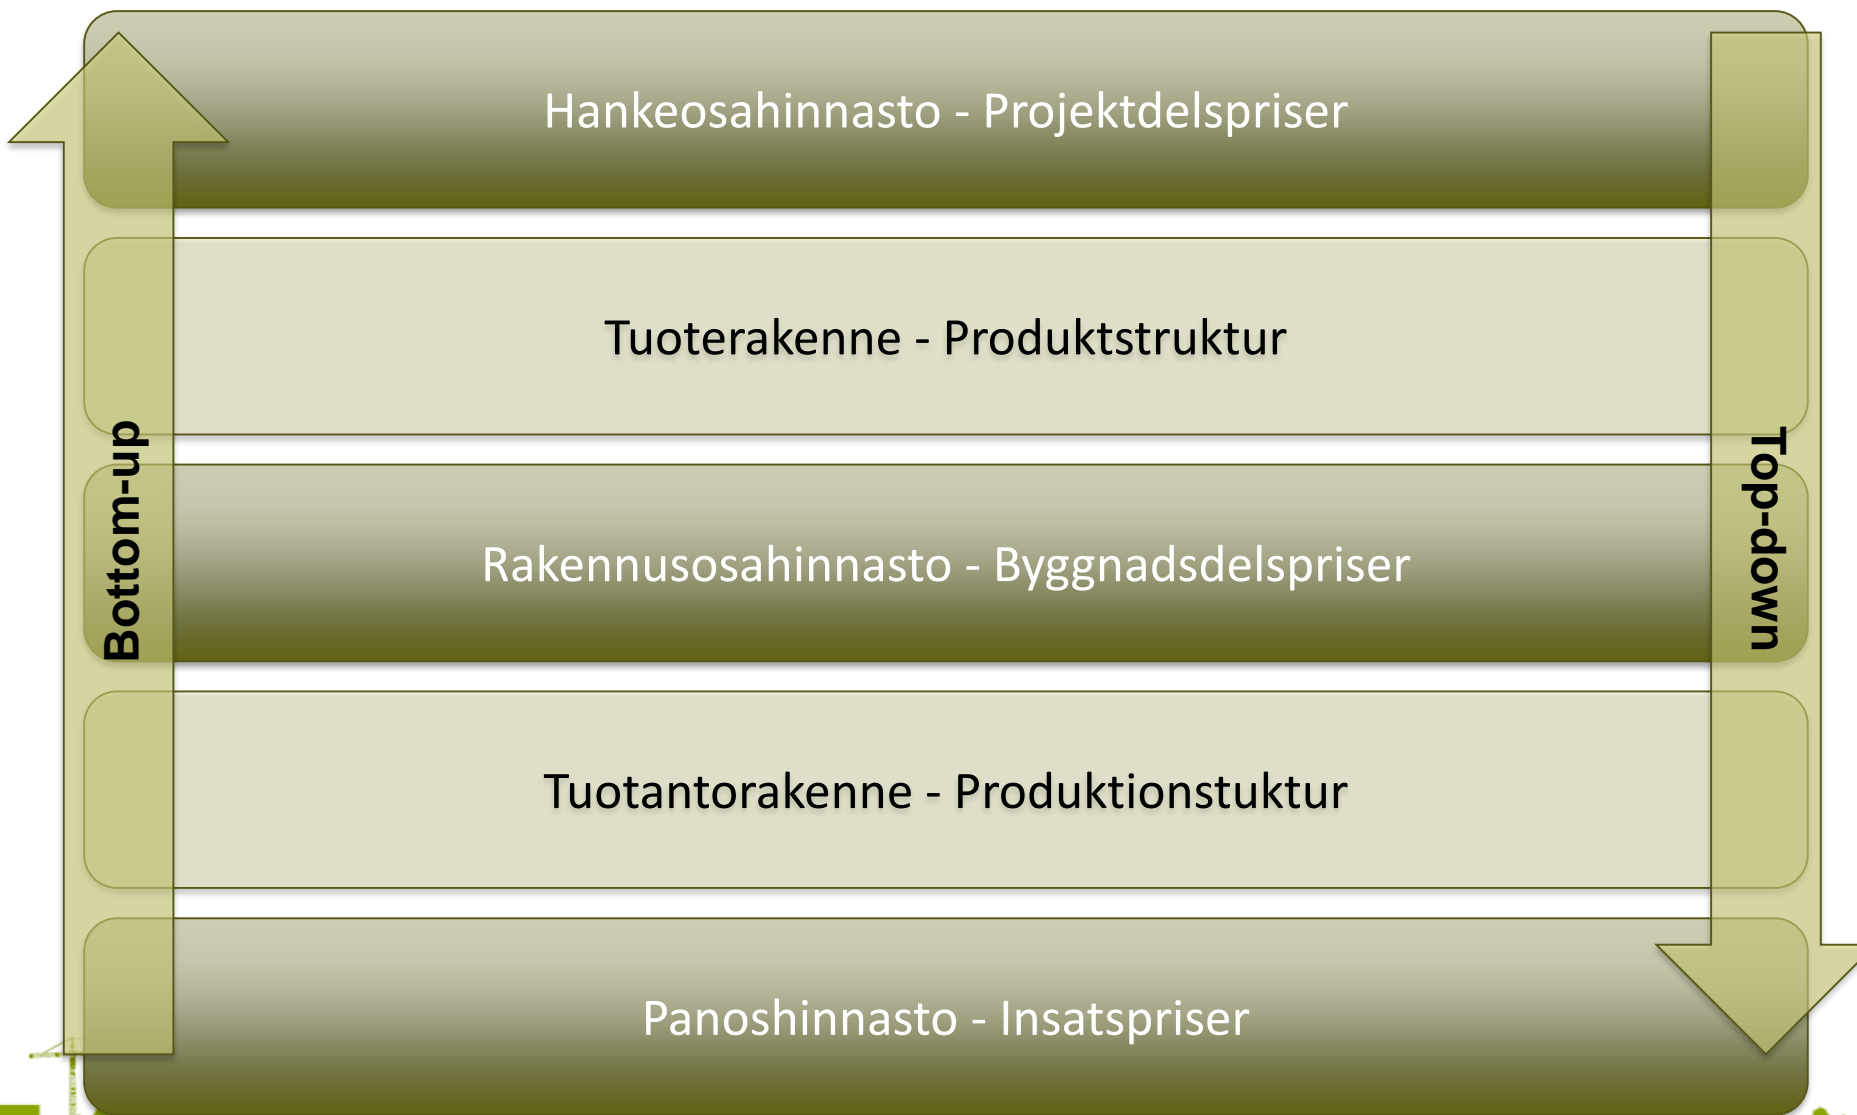 Hankeosahinnasto - Projektdelspriser
Tuoterakenne - Produktstruktur
Bottom-up
Top-down
Rakennusosahinnasto - Byggnadsdelspriser
Tuotantorakenne - Produktionstuktur
Panoshinnasto - Insatspriser